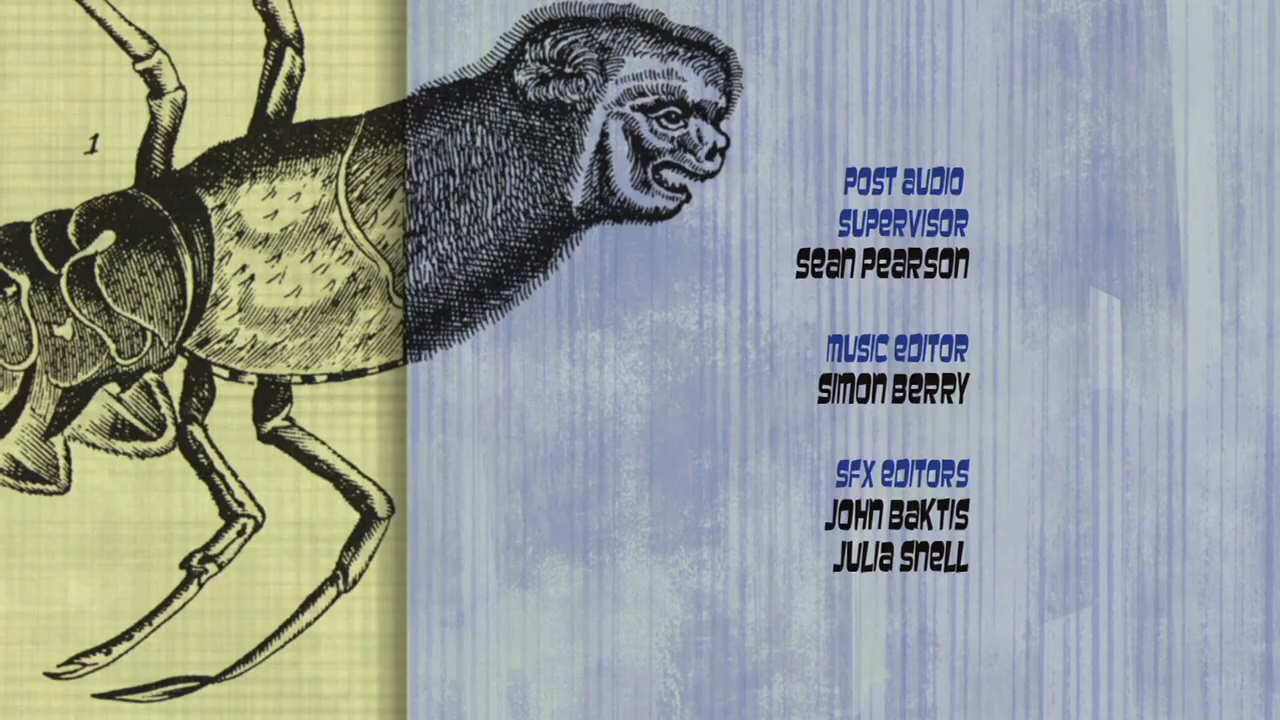 1
POST AUDIO
SUPERVISOR
SEAN PEARSON
MUSIC EDITOR
SIMON BERRY
SFX EDITORS
JOHN BAKTIS
JULIA SNELL